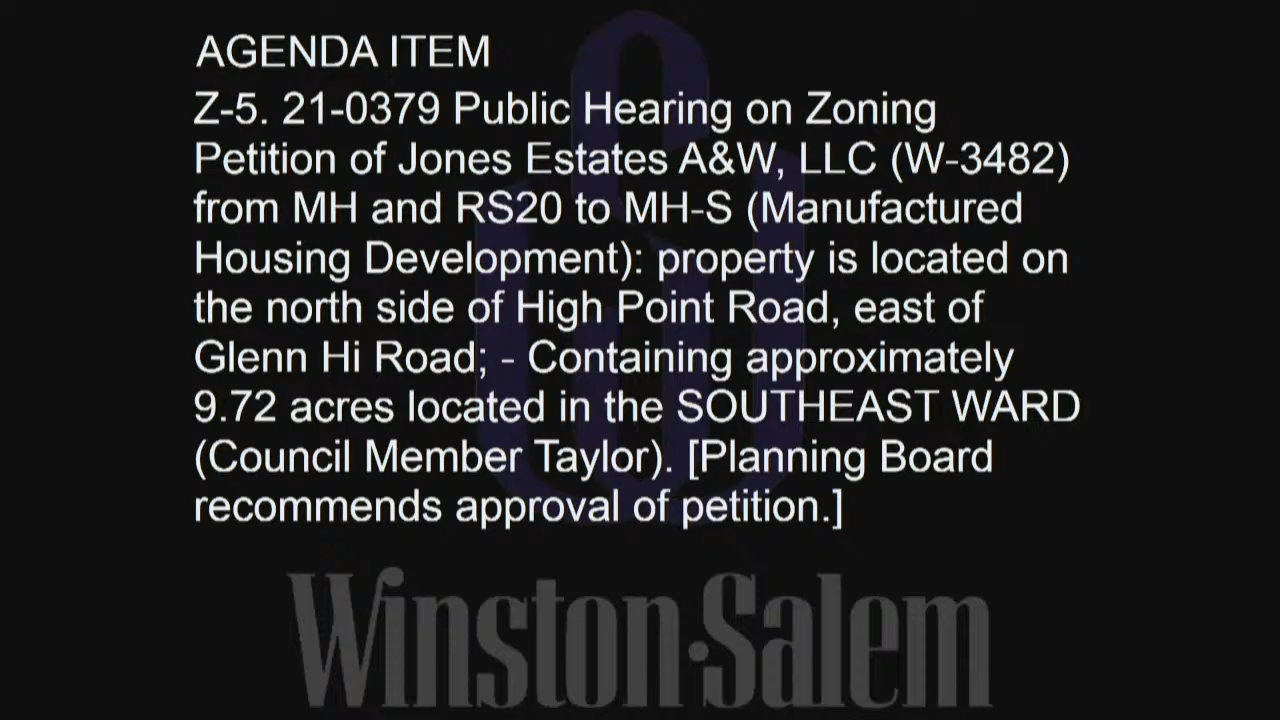 AGENDA ITEM
Z-5. 21-0379 Public Hearing on Zoning
Petition of Jones Estates A&W, LLC (W-3482)
from MH and RS20 to MH-S (Manufactured
Housing Development): property is located on
the north side of High Point Road, east of
Glenn Hi Road; - Containing approximately
9.72 acres located in the SOUTHEAST WARD
(Council Member Taylor). [Planning Board
recommends approval of petition.]
Winston·Salem